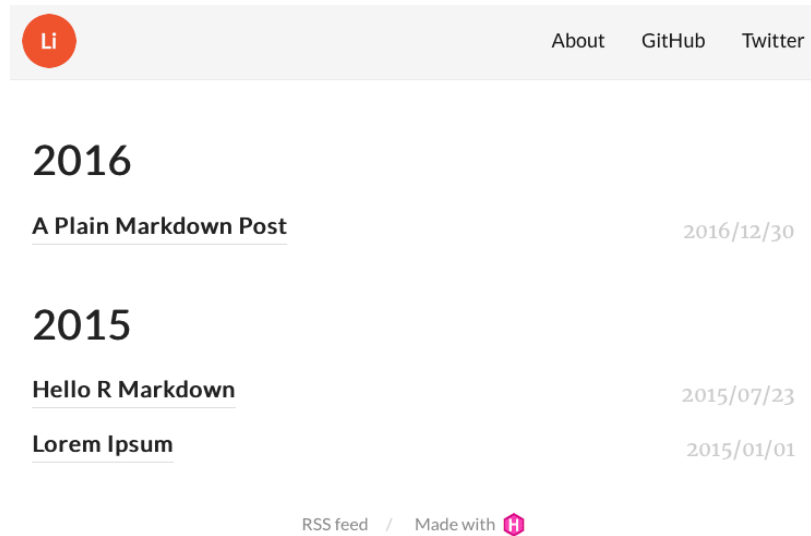 Li
About GitHub Twitter
2016
A Plain Markdown Post 2016/12/30
2015
Hello R Markdown 2015/07/23
Lorem Ipsum 2015/01/01
RSS feed / Made with H